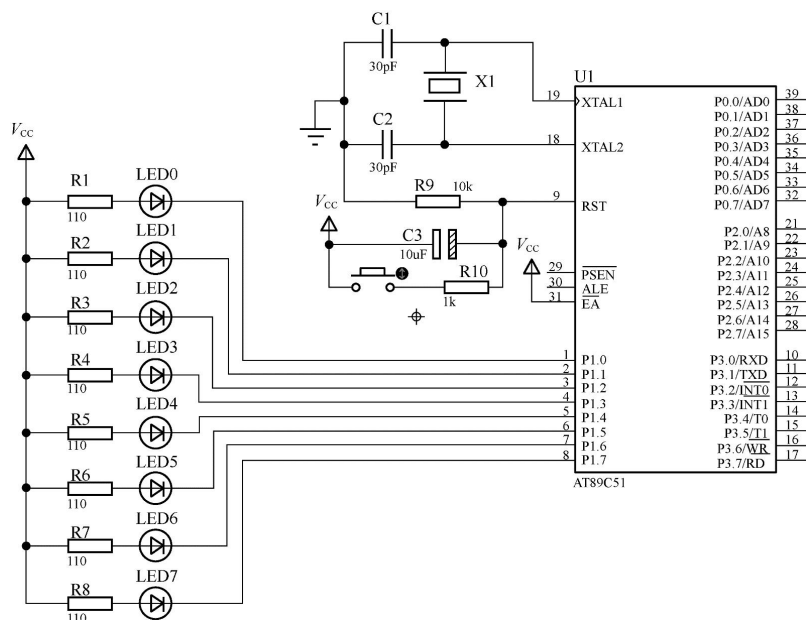 C1
30pF
X1
C2
30pF
R9
10k
V_CC
C3
10uF
R10
1k
V_CC
V_CC
R1
110
LED0
R2
110
LED1
R3
110
LED2
R4
110
LED3
R5
110
LED4
R6
110
LED5
R7
110
LED6
R8
110
LED7
U1
19 XTAL1
18 XTAL2
9 RST
29 PSEN
30 ALE
31 EA
1 P1.0
2 P1.1
3 P1.2
4 P1.3
5 P1.4
6 P1.5
7 P1.6
8 P1.7
P0.0/AD0 39
P0.1/AD1 38
P0.2/AD2 37
P0.3/AD3 36
P0.4/AD4 35
P0.5/AD5 34
P0.6/AD6 33
P0.7/AD7 32
P2.0/A8 21
P2.1/A9 22
P2.2/A10 23
P2.3/A11 24
P2.4/A12 25
P2.5/A13 26
P2.6/A14 27
P2.7/A15 28
P3.0/RXD 10
P3.1/TXD 11
P3.2/INT0 12
P3.3/INT1 13
P3.4/T0 14
P3.5/T1 15
P3.6/WR 16
P3.7/RD 17
AT89C51